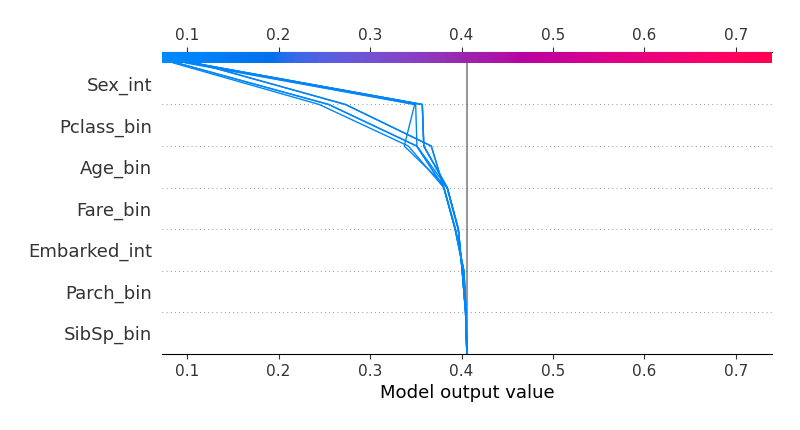 0.1 0.2 0.3 0.4 0.5 0.6 0.7
Sex_int
Pclass_bin
Age_bin
Fare_bin
Embarked_int
Parch_bin
SibSp_bin
0.1 0.2 0.3 0.4 0.5 0.6 0.7
Model output value